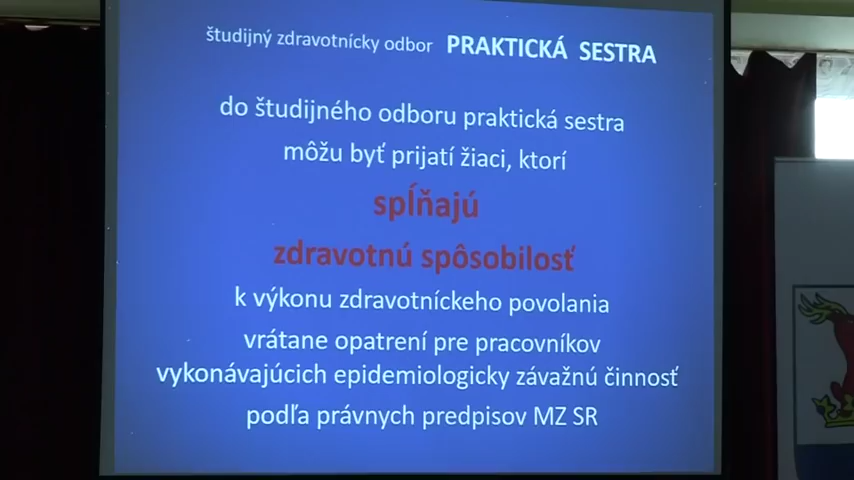 študijný zdravotnícky odbor PRAKTICKÁ SESTRA
do študijného odboru praktická sestra
môžu byť prijatí žiaci, ktorí
spĺňajú
zdravotnú spôsobilosť
k výkonu zdravotníckeho povolania
vrátane opatrení pre pracovníkov
vykonávajúcich epidemiologicky závažnú činnosť
podľa právnych predpisov MZ SR